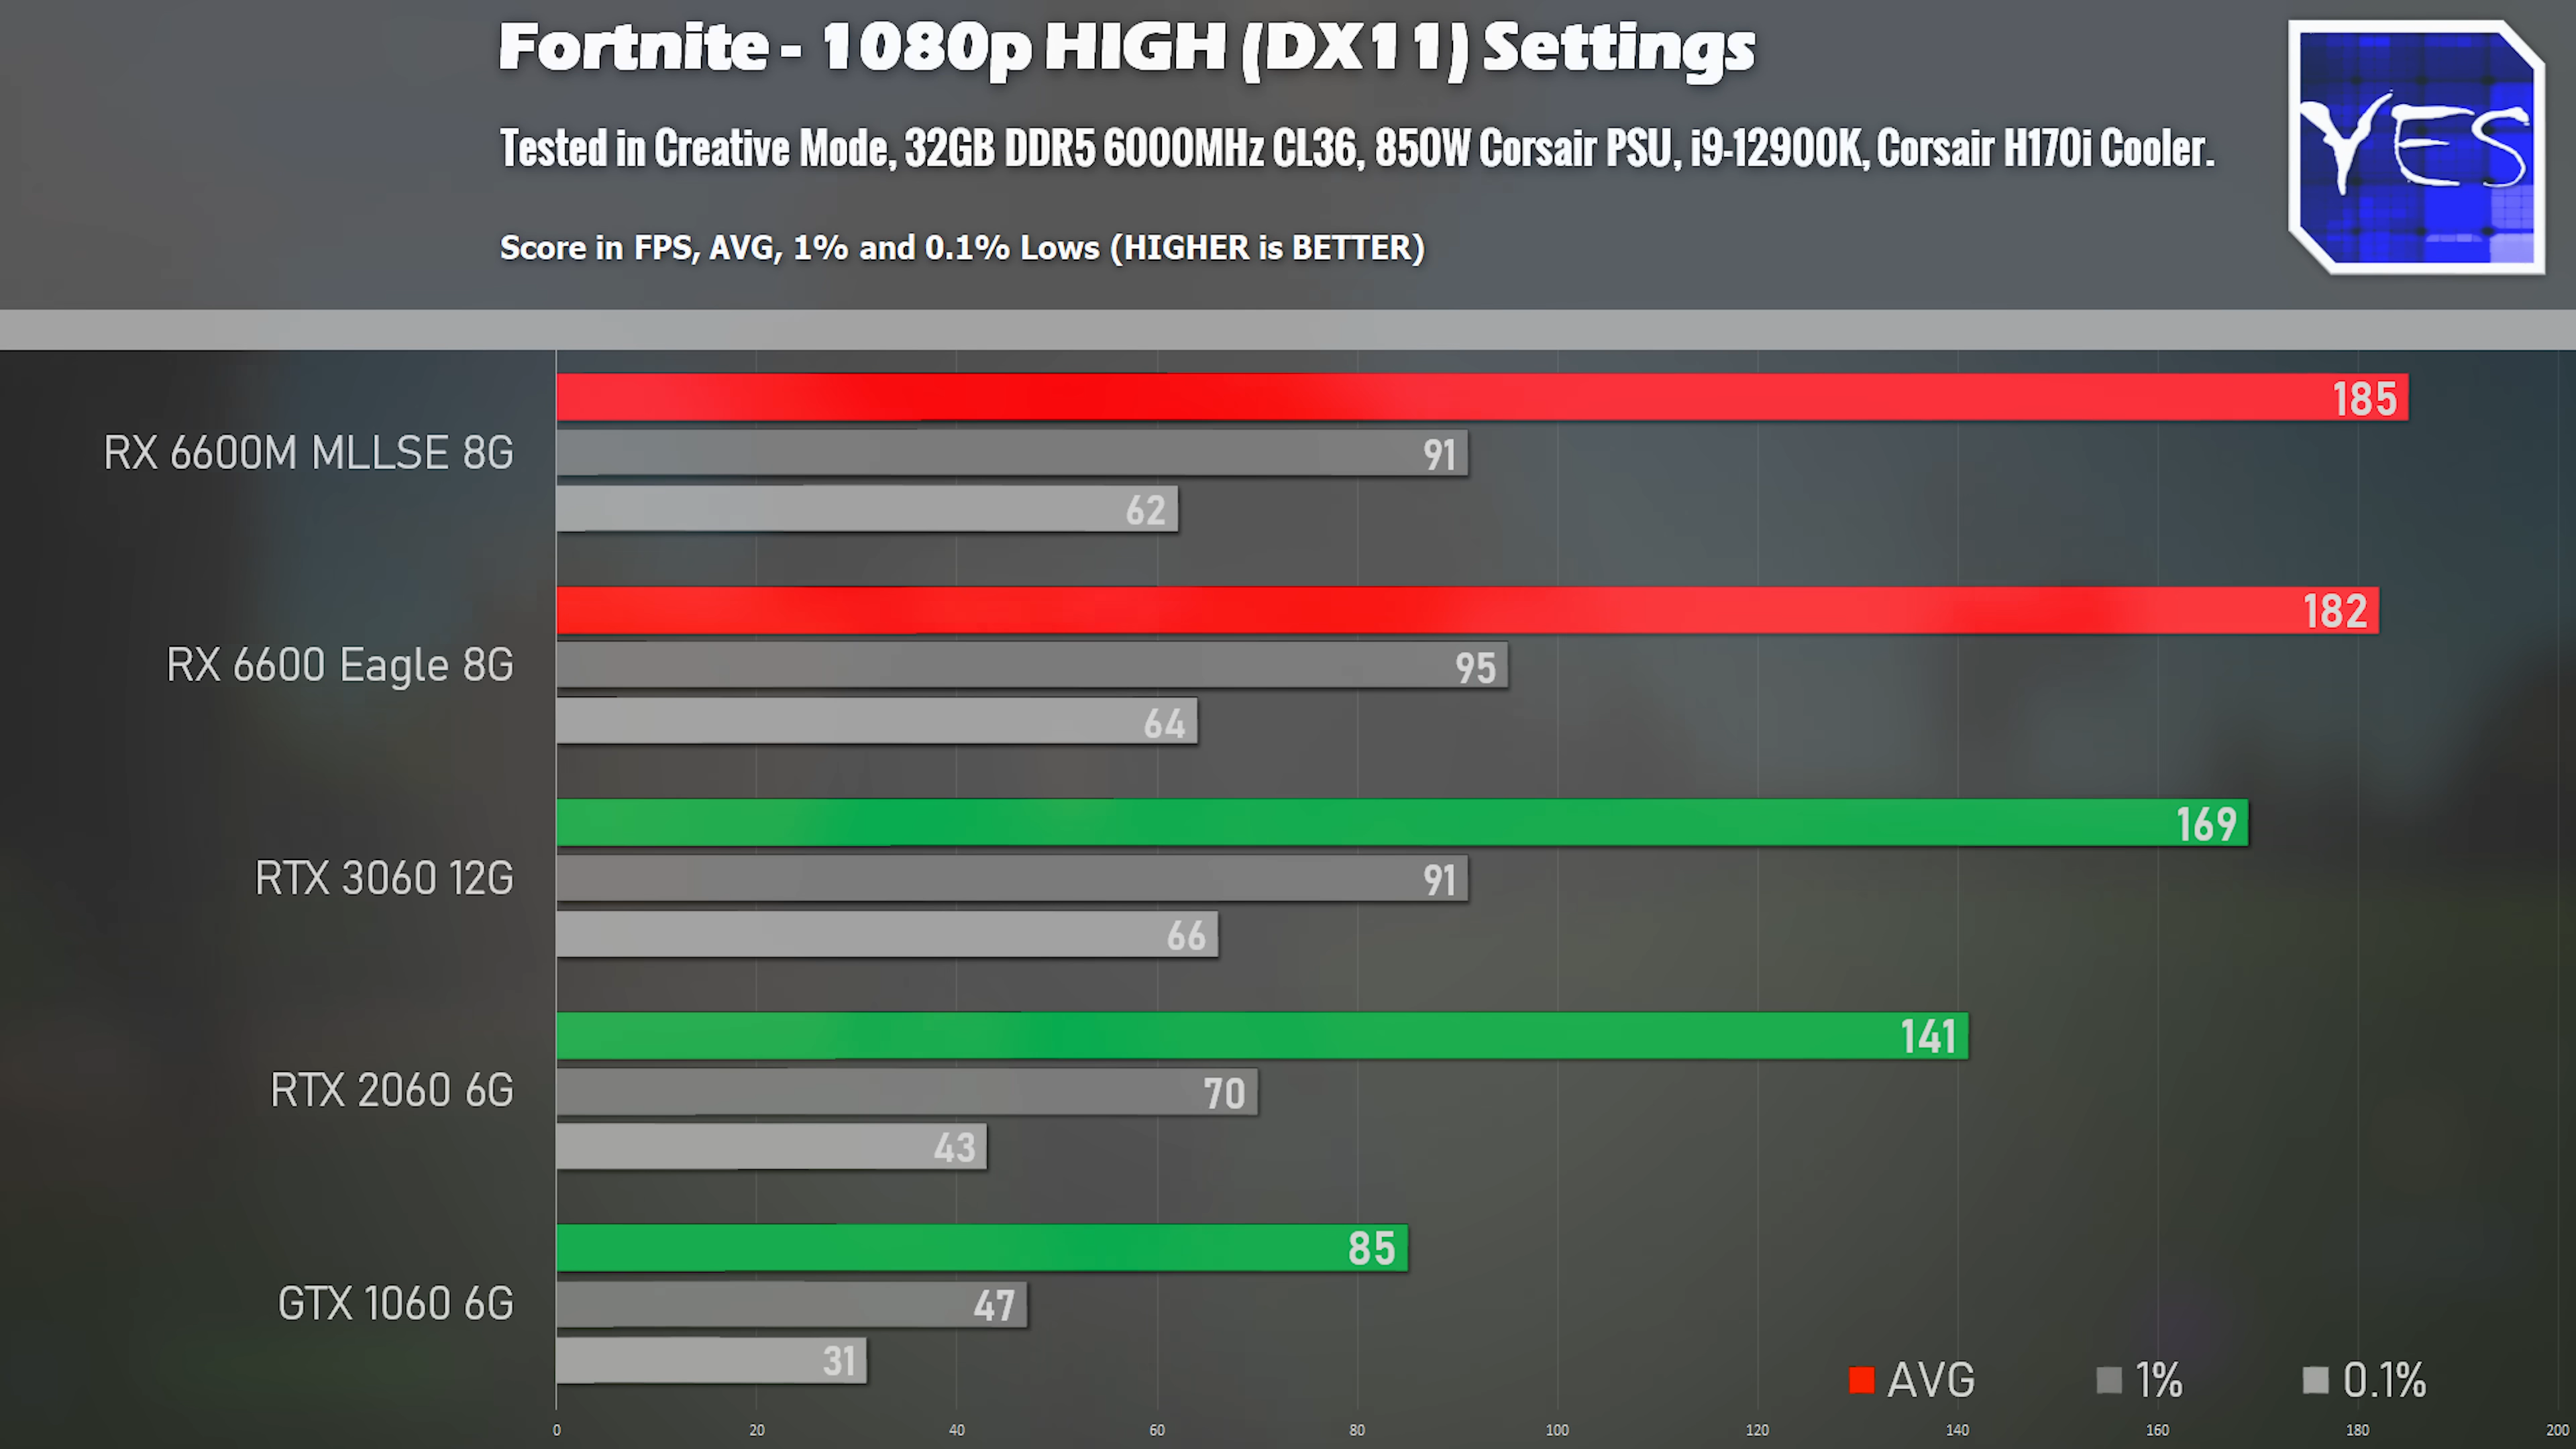 Fortnite - 1080p HIGH (DX11) Settings
Tested in Creative Mode, 32GB DDR5 6000MHz CL36, 850W Corsair PSU, i9-12900K, Corsair H170i Cooler.
YES
Score in FPS, AVG, 1% and 0.1% Lows (HIGHER is BETTER)
185
RX 6600M MLLSE 8G
91
62
182
RX 6600 Eagle 8G
95
64
169
RTX 3060 12G
91
66
141
RTX 2060 6G
70
43
85
GTX 1060 6G
47
31
AVG 1% 0.1%
0 20 40 60 80 100 120 140 160 180 200